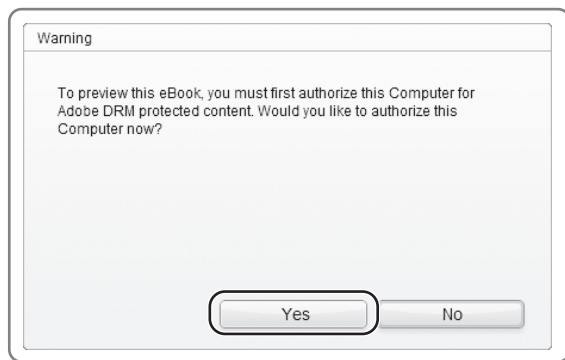 Warning
To preview this eBook, you must first authorize this Computer for
Adobe DRM protected content. Would you like to authorize this
Computer now?
Yes No